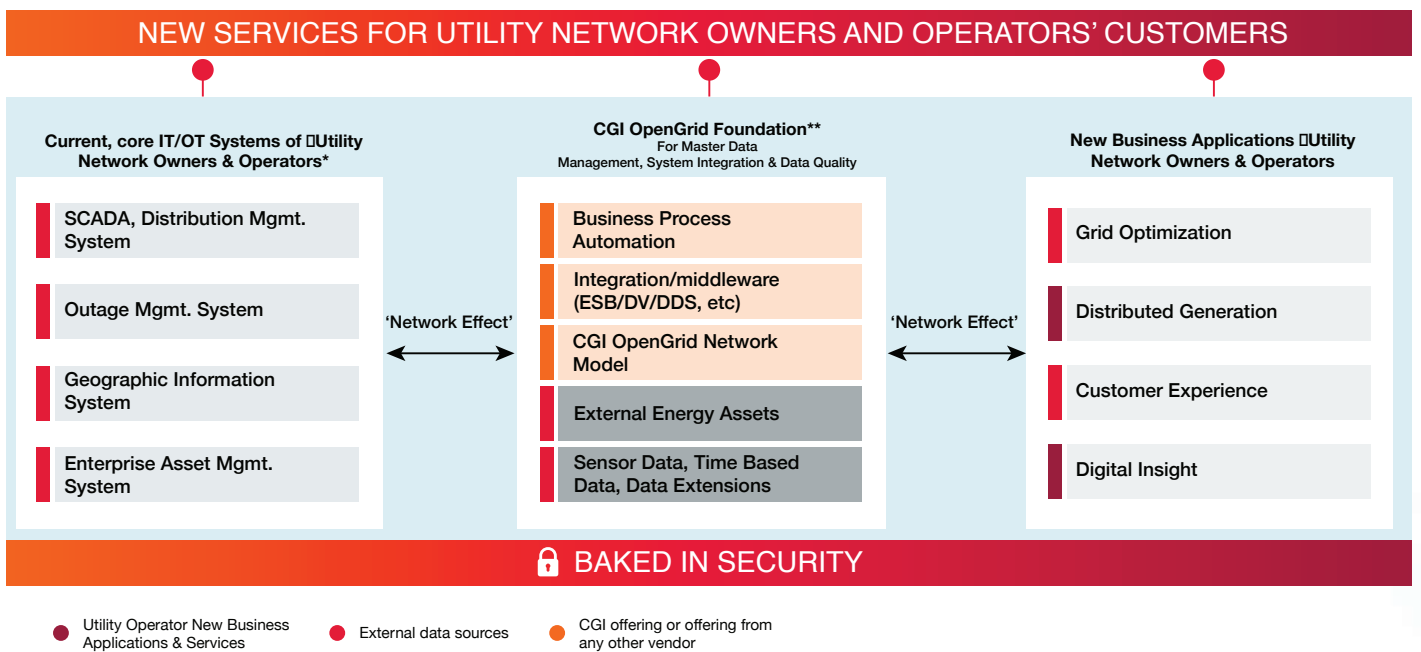 NEW SERVICES FOR UTILITY NETWORK OWNERS AND OPERATORS' CUSTOMERS
Current, core IT/OT Systems of ▯Utility
Network Owners & Operators*
SCADA, Distribution Mgmt.
System
Outage Mgmt. System
Geographic Information
System
Enterprise Asset Mgmt.
System
‘Network Effect’
CGI OpenGrid Foundation**
For Master Data
Management, System Integration & Data Quality
Business Process
Automation
Integration/middleware
(ESB/DV/DDS, etc)
CGI OpenGrid Network
Model
External Energy Assets
Sensor Data, Time Based
Data, Data Extensions
‘Network Effect’
New Business Applications ▯Utility
Network Owners & Operators
Grid Optimization
Distributed Generation
Customer Experience
Digital Insight
BAKED IN SECURITY
Utility Operator New Business
Applications & Services
External data sources
CGI offering or offering from
any other vendor